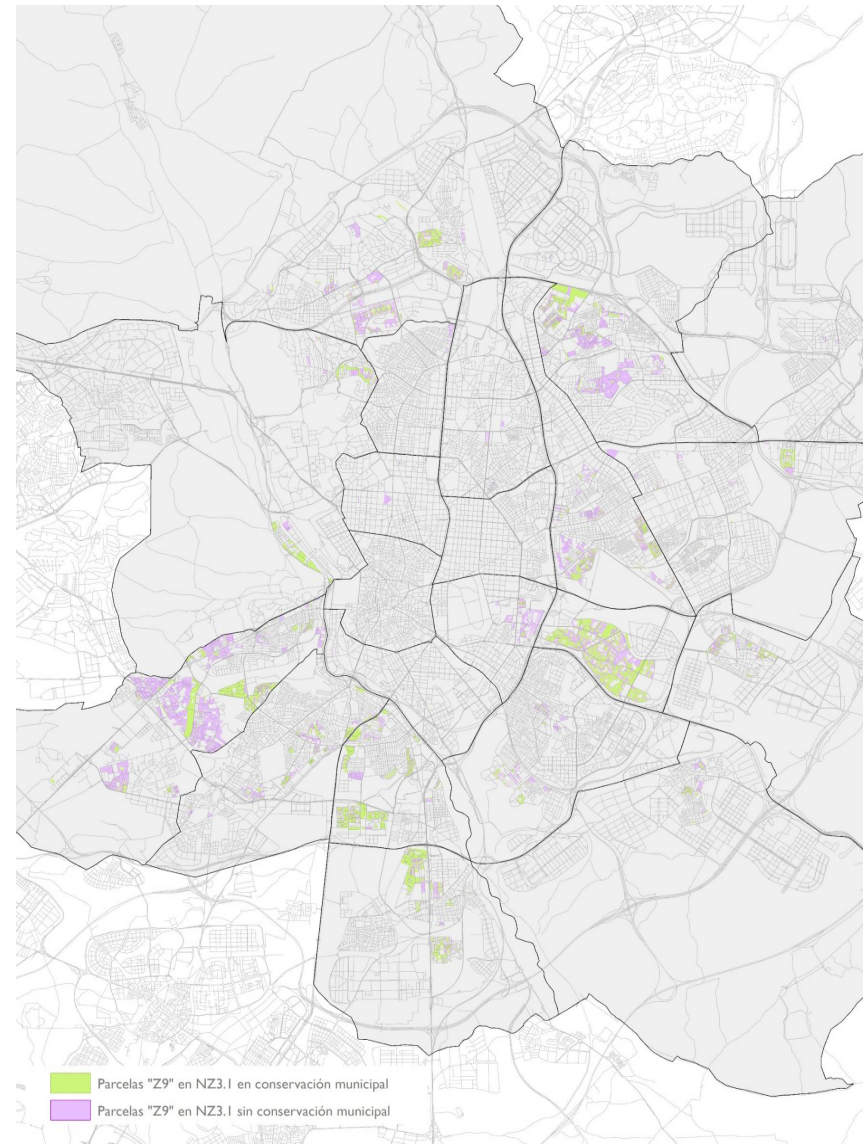 Parcelas "Z9" en NZ3.1 en conservación municipal
Parcelas "Z9" en NZ3.1 sin conservación municipal